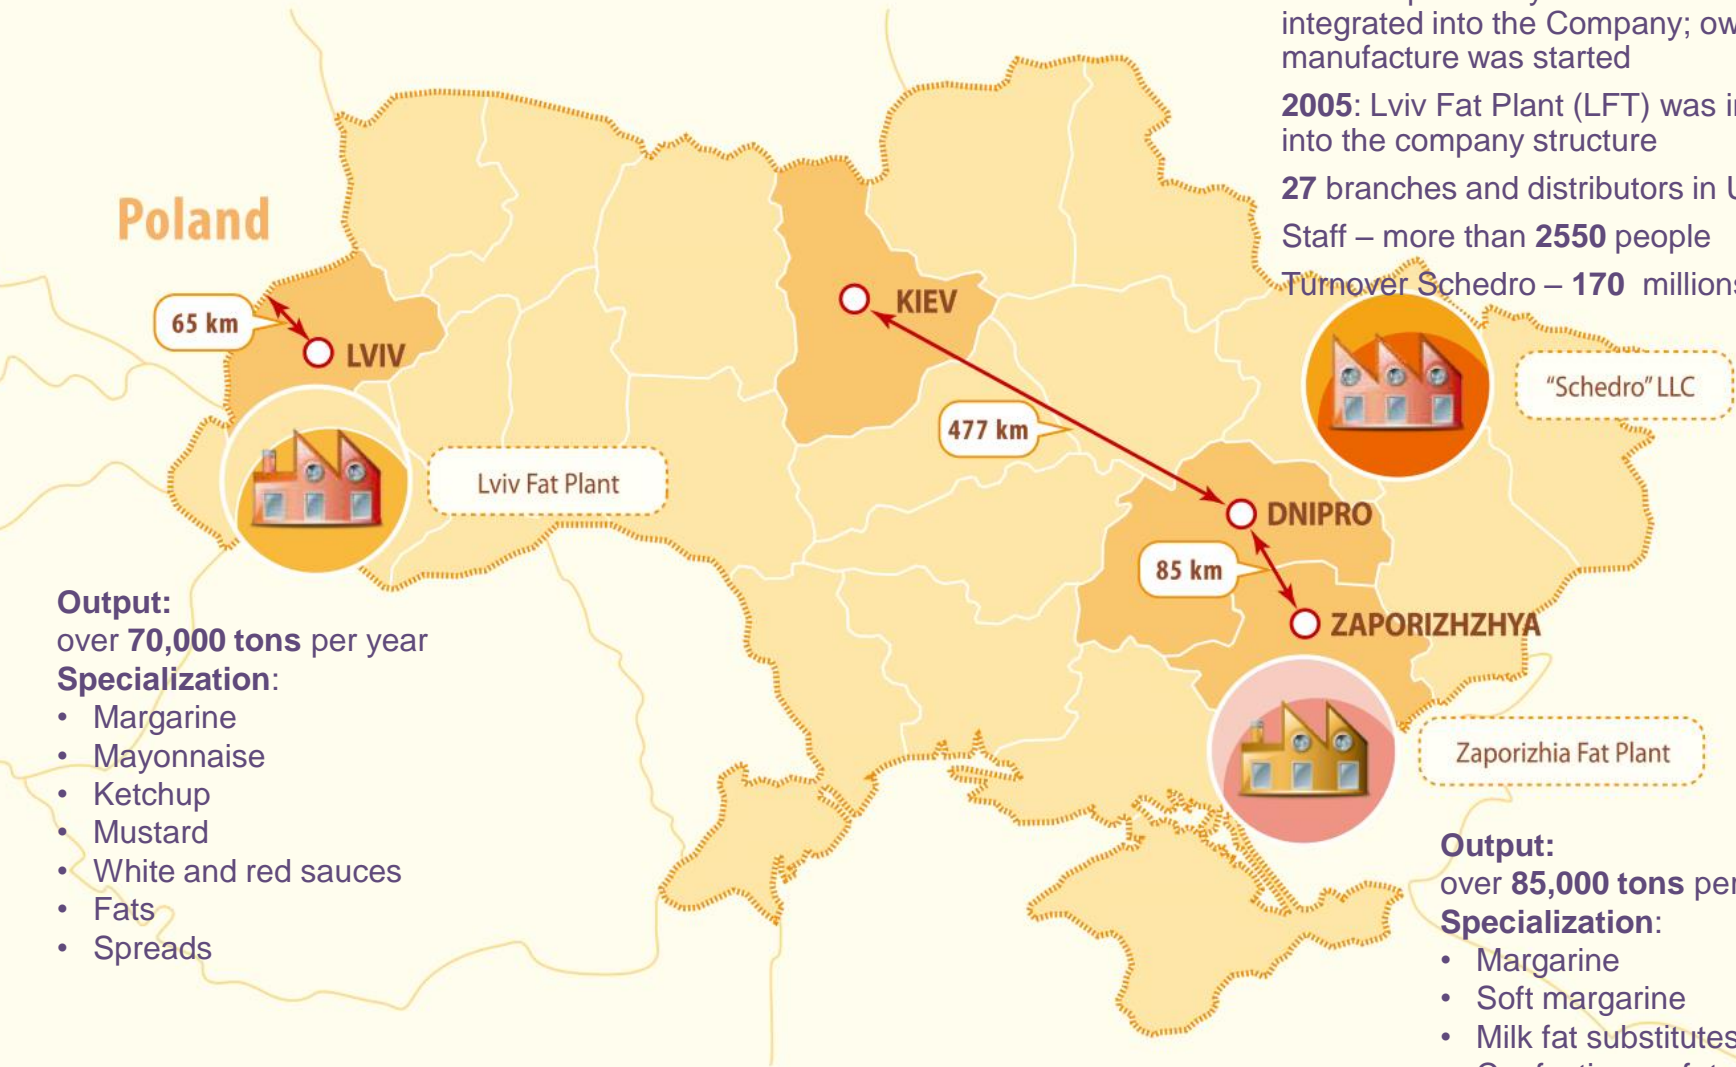 integrated into the Company;
manufacture was started
2005: Lviv Fat Plant (LFT) was
into the company structure
27 branches and distributors in
Staff – more than 2550 people
Turnover Schedro – 170 millions
Poland
65 km
LVIV
KIEV
477 km
"Schedro" LLC
Lviv Fat Plant
DNIPRO
85 km
ZAPORIZHZHYA
Zaporizhia Fat Plant
Output:
over 70,000 tons per year
Specialization:
• Margarine
• Mayonnaise
• Ketchup
• Mustard
• White and red sauces
• Fats
• Spreads
Output:
over 85,000 tons per
Specialization:
• Margarine
• Soft margarine
• Milk fat substitutes